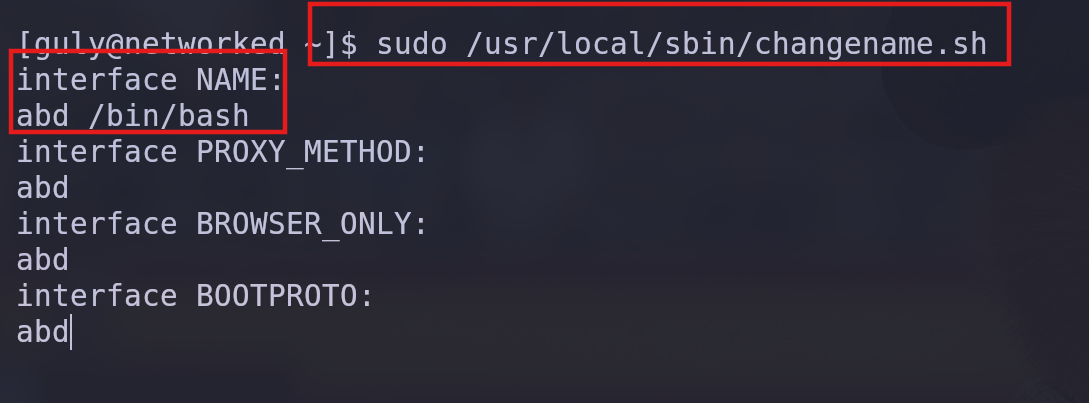 [guly@networked ~]$ sudo /usr/local/sbin/changename.sh
interface NAME:
abd /bin/bash
interface PROXY_METHOD:
abd
interface BROWSER_ONLY:
abd
interface BOOTPROTO:
abd